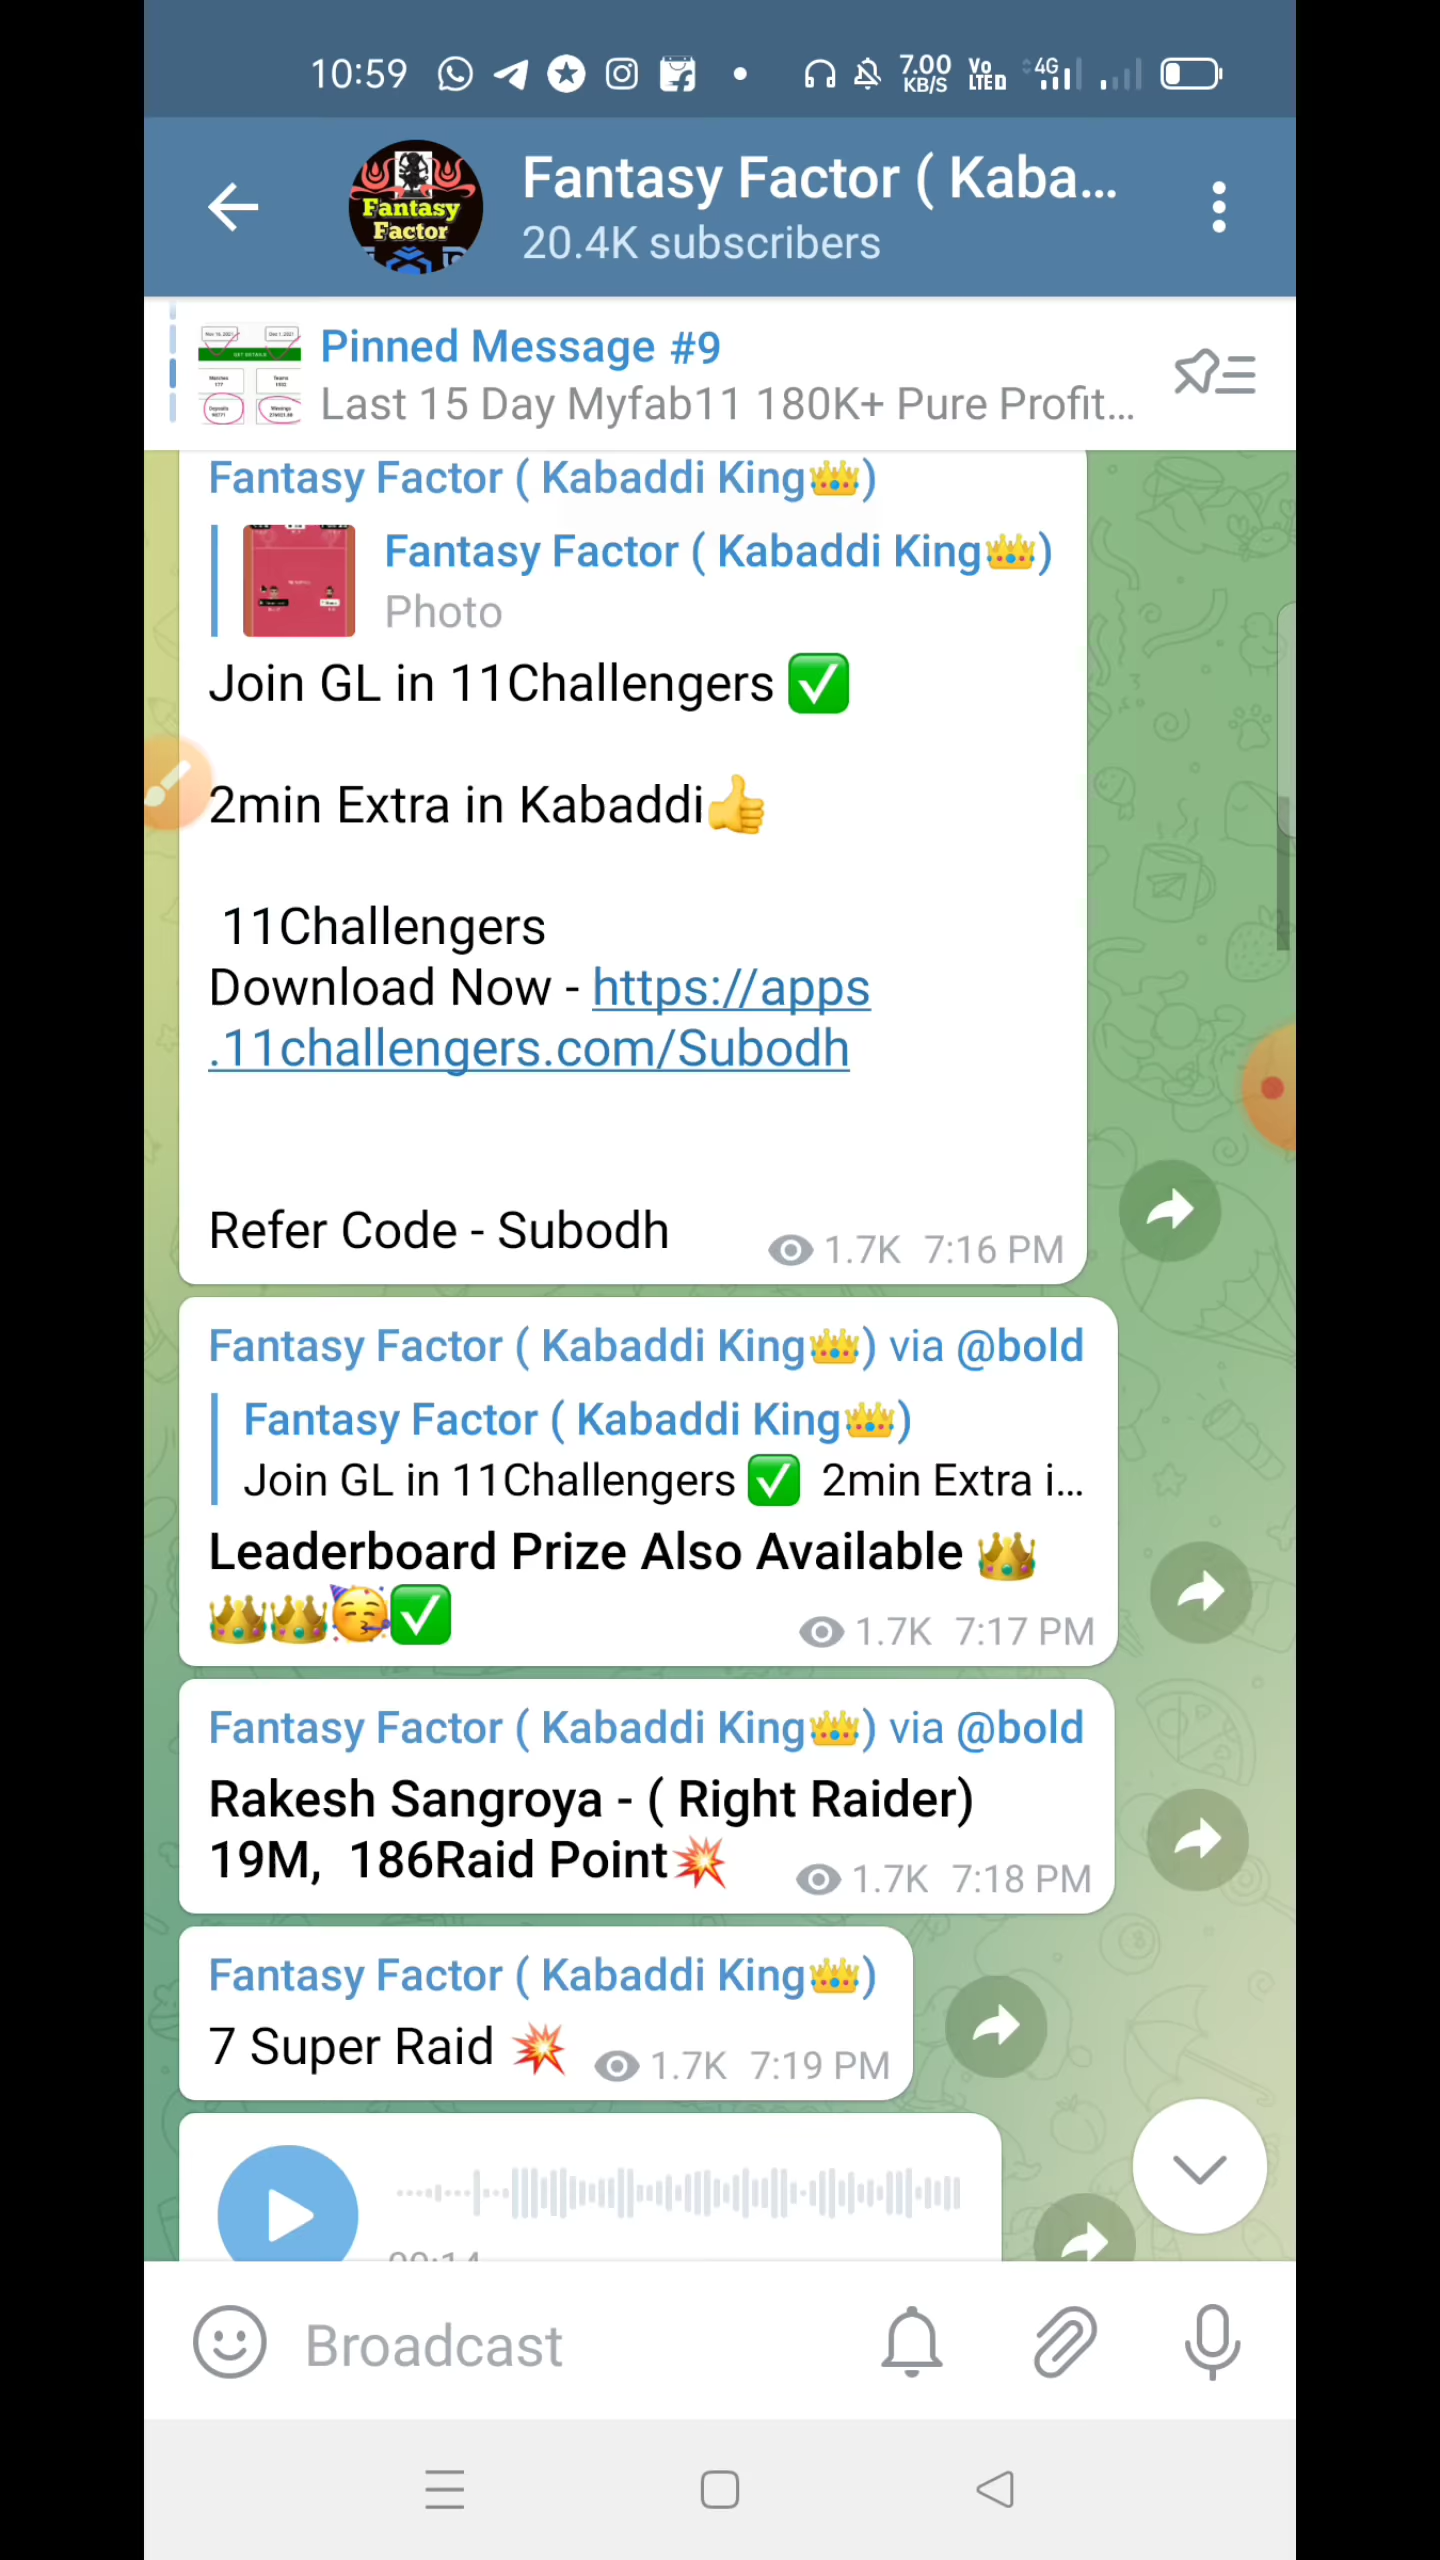 10:59 7.00 KB/S Vo LTED 4G
Fantasy Factor
Fantasy Factor ( Kaba...
20.4K subscribers
Pinned Message #9
Last 15 Day Myfab11 180K+ Pure Profit...
Fantasy Factor ( Kabaddi King👑)
Fantasy Factor ( Kabaddi King👑)
Photo
Join GL in 11Challengers ✅
2min Extra in Kabaddi👍
11Challengers
Download Now - https://apps
.11challengers.com/Subodh
Refer Code - Subodh 1.7K 7:16 PM
Fantasy Factor ( Kabaddi King👑) via @bold
Fantasy Factor ( Kabaddi King👑)
Join GL in 11Challengers ✅ 2min Extra i...
Leaderboard Prize Also Available 👑
👑👑🥳✅ 1.7K 7:17 PM
Fantasy Factor ( Kabaddi King👑) via @bold
Rakesh Sangroya - ( Right Raider)
19M, 186Raid Point💥 1.7K 7:18 PM
Fantasy Factor ( Kabaddi King👑)
7 Super Raid 💥 1.7K 7:19 PM
Broadcast